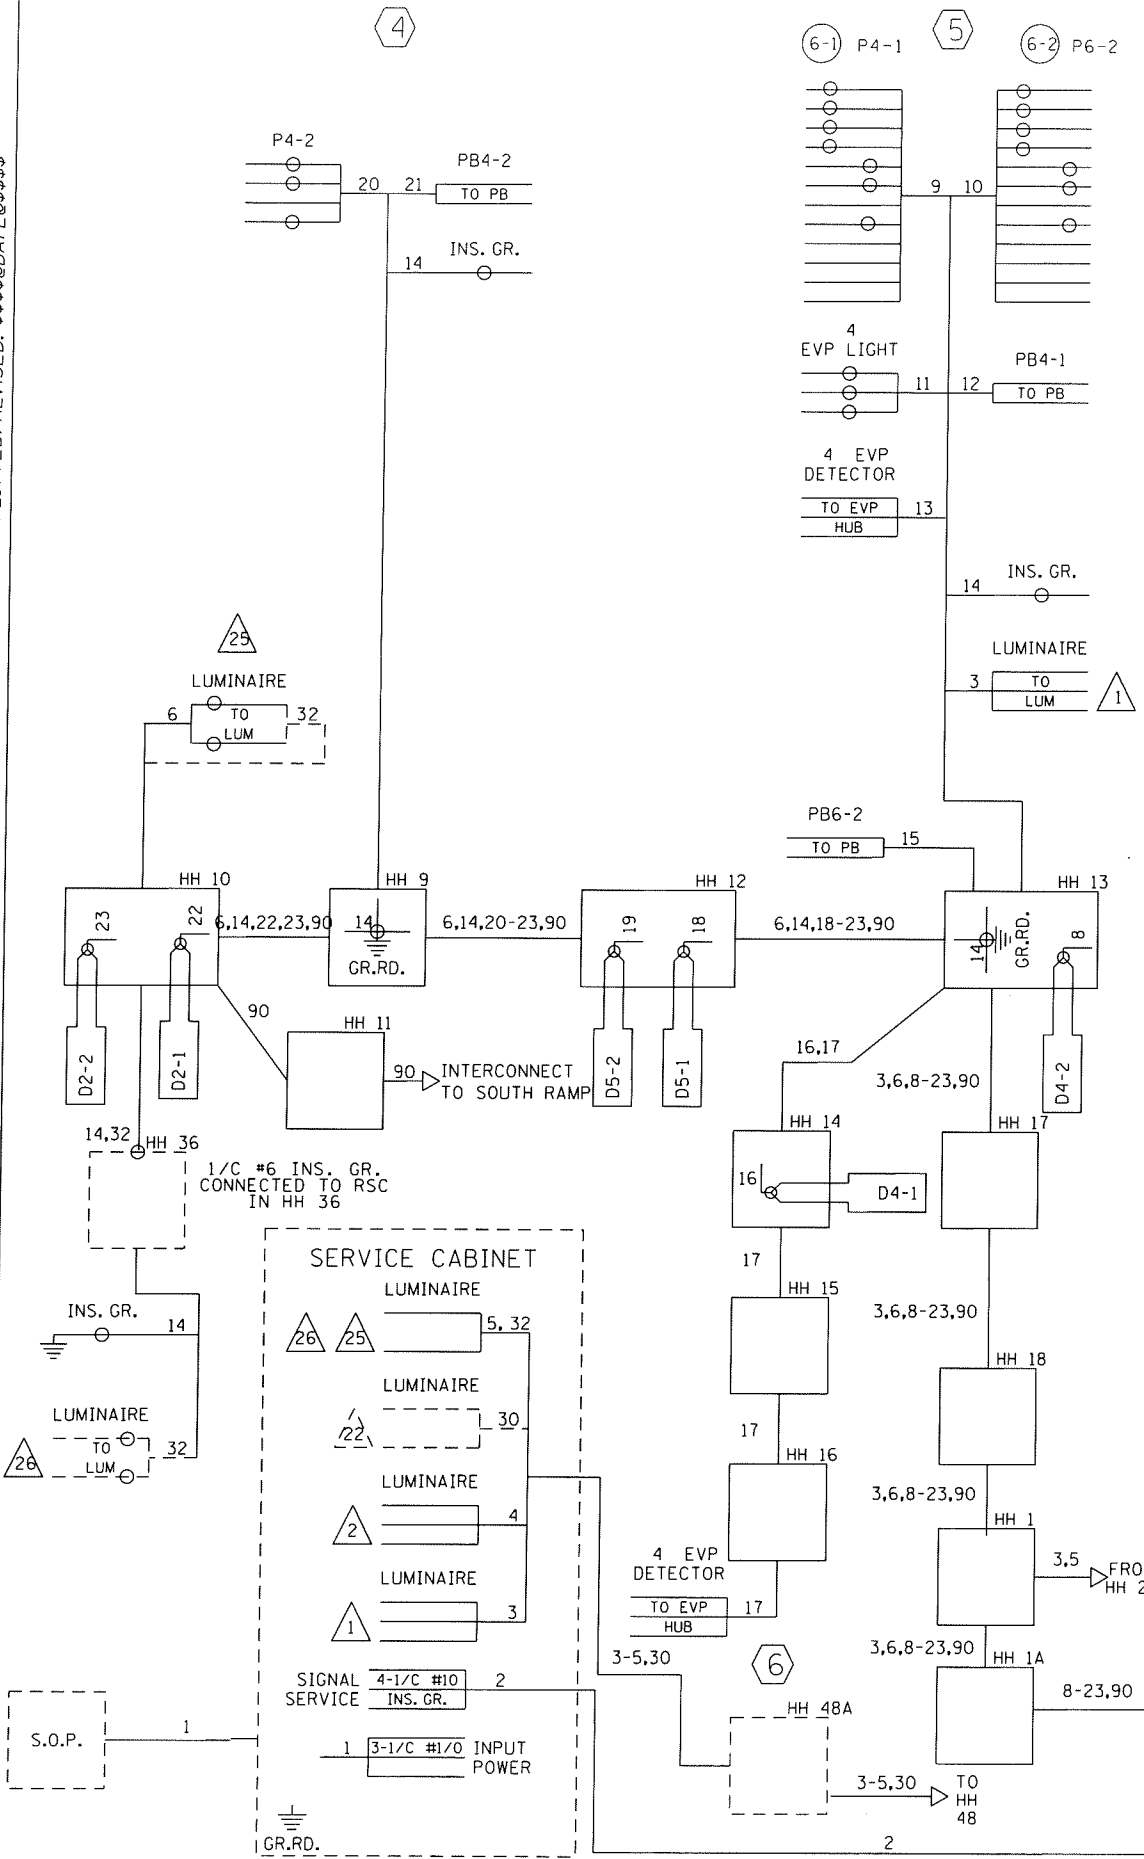 4
5
6-1 P4-1
6-2 P6-2
P4-2
PB4-2
20 21 TO PB
9 10
14 INS. GR.
4
EVP LIGHT
11 12
PB4-1
TO PB
4 EVP
DETECTOR
TO EVP
HUB
13
14 INS. GR.
25
LUMINAIRE
6 TO
LUM
32
LUMINAIRE
3 TO
LUM
1
PB6-2
TO PB 15
HH 10
23
22
6,14,22,23,90
HH 9
14
GR.RD.
6,14,20-23,90
HH 12
19
18
6,14,18-23,90
HH 13
14
GR.RD.
8
D2-2
D2-1
90
HH 11
90 INTERCONNECT
TO SOUTH RAMP
D5-2
D5-1
16,17
3,6,8-23,90
D4-2
14,32 HH 36
1/C #6 INS. GR.
CONNECTED TO RSC
IN HH 36
HH 14
16
D4-1
HH 17
17
HH 15
3,6,8-23,90
HH 18
17
HH 16
3,6,8-23,90
INS. GR.
14
LUMINAIRE
26
TO
LUM
32
SERVICE CABINET
LUMINAIRE
26 25 5, 32
LUMINAIRE
22 30
LUMINAIRE
2 4
LUMINAIRE
1 3
SIGNAL
SERVICE
4-1/C #10
INS. GR.
2
1 3-1/C #1/0 INPUT
POWER
GR.RD.
S.O.P.
1
4 EVP
DETECTOR
TO EVP
HUB
17
6
3-5,30
HH 48A
3-5,30 TO
HH
48
HH 1
3,5 FRO
HH 2
3,6,8-23,90
HH 1A
8-23,90
2